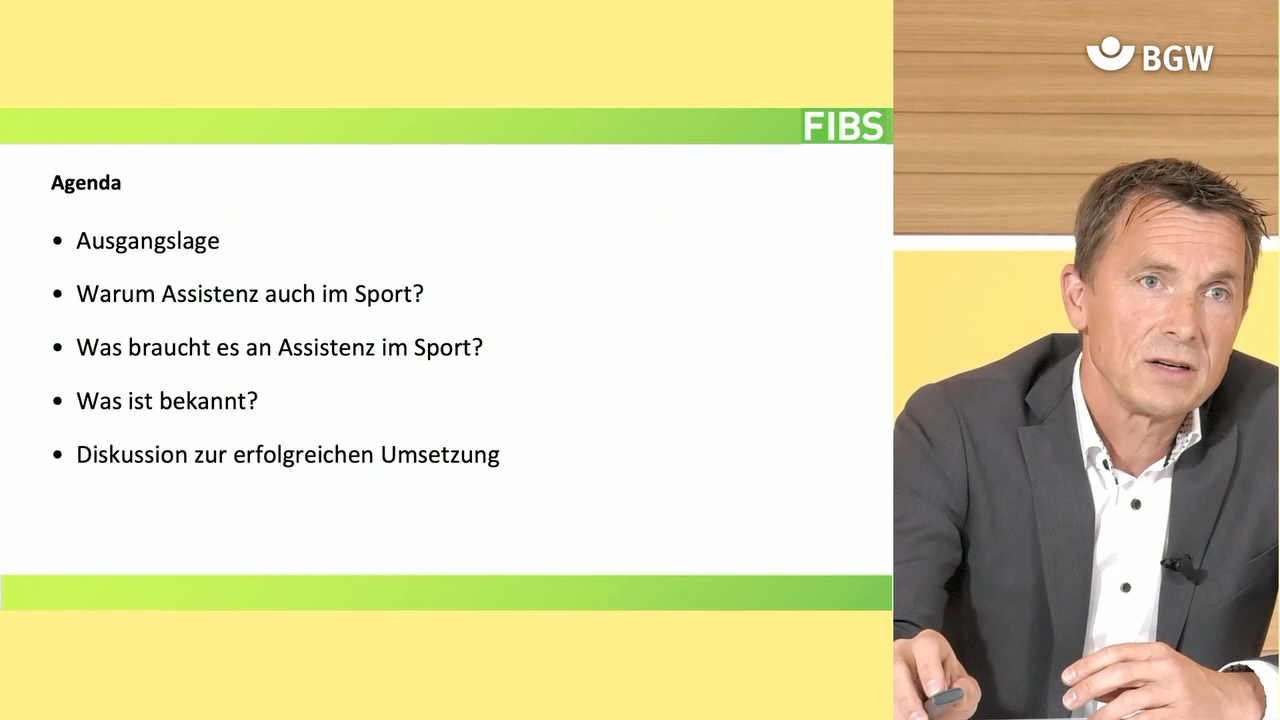 FIBS
Agenda
• Ausgangslage
• Warum Assistenz auch im Sport?
• Was braucht es an Assistenz im Sport?
• Was ist bekannt?
• Diskussion zur erfolgreichen Umsetzung
BGW